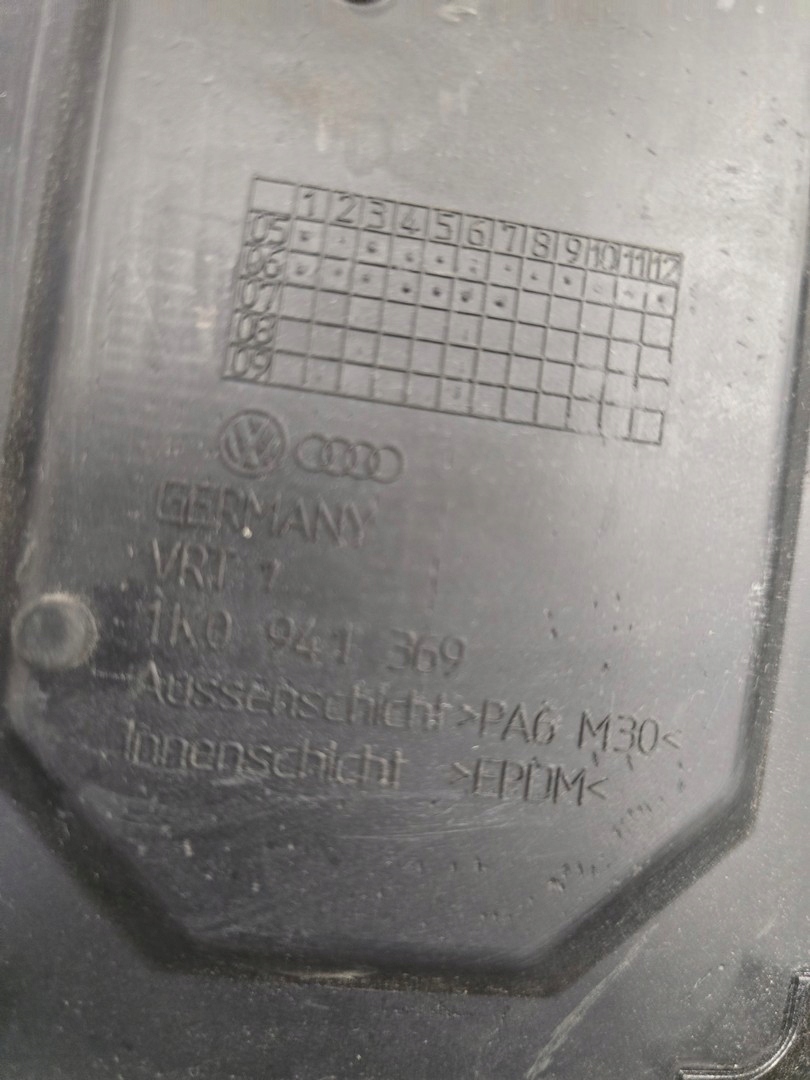 1 2 3 4 5 6 7 8 9 10 11 12
05
06
07
08
09
VW
GERMANY
VRT 1
1K0 941 369
Aussenschicht >PA6 M30<
Innenschicht >EPDM<